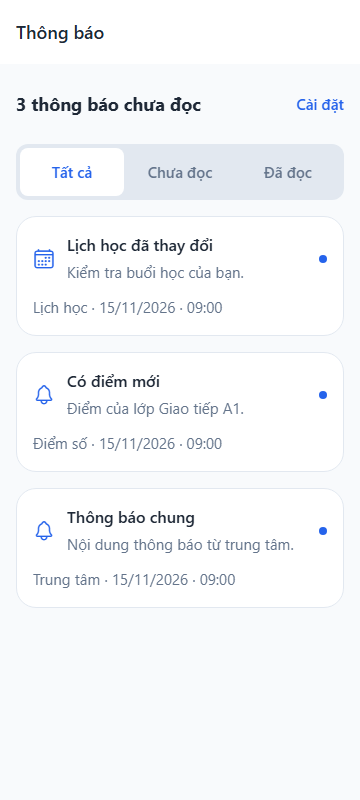 Thông báo
3 thông báo chưa đọc
Cài đặt
Tất cả
Chưa đọc
Đã đọc
Lịch học đã thay đổi
Kiểm tra buổi học của bạn.
Lịch học · 15/11/2026 · 09:00
Có điểm mới
Điểm của lớp Giao tiếp A1.
Điểm số · 15/11/2026 · 09:00
Thông báo chung
Nội dung thông báo từ trung tâm.
Trung tâm · 15/11/2026 · 09:00